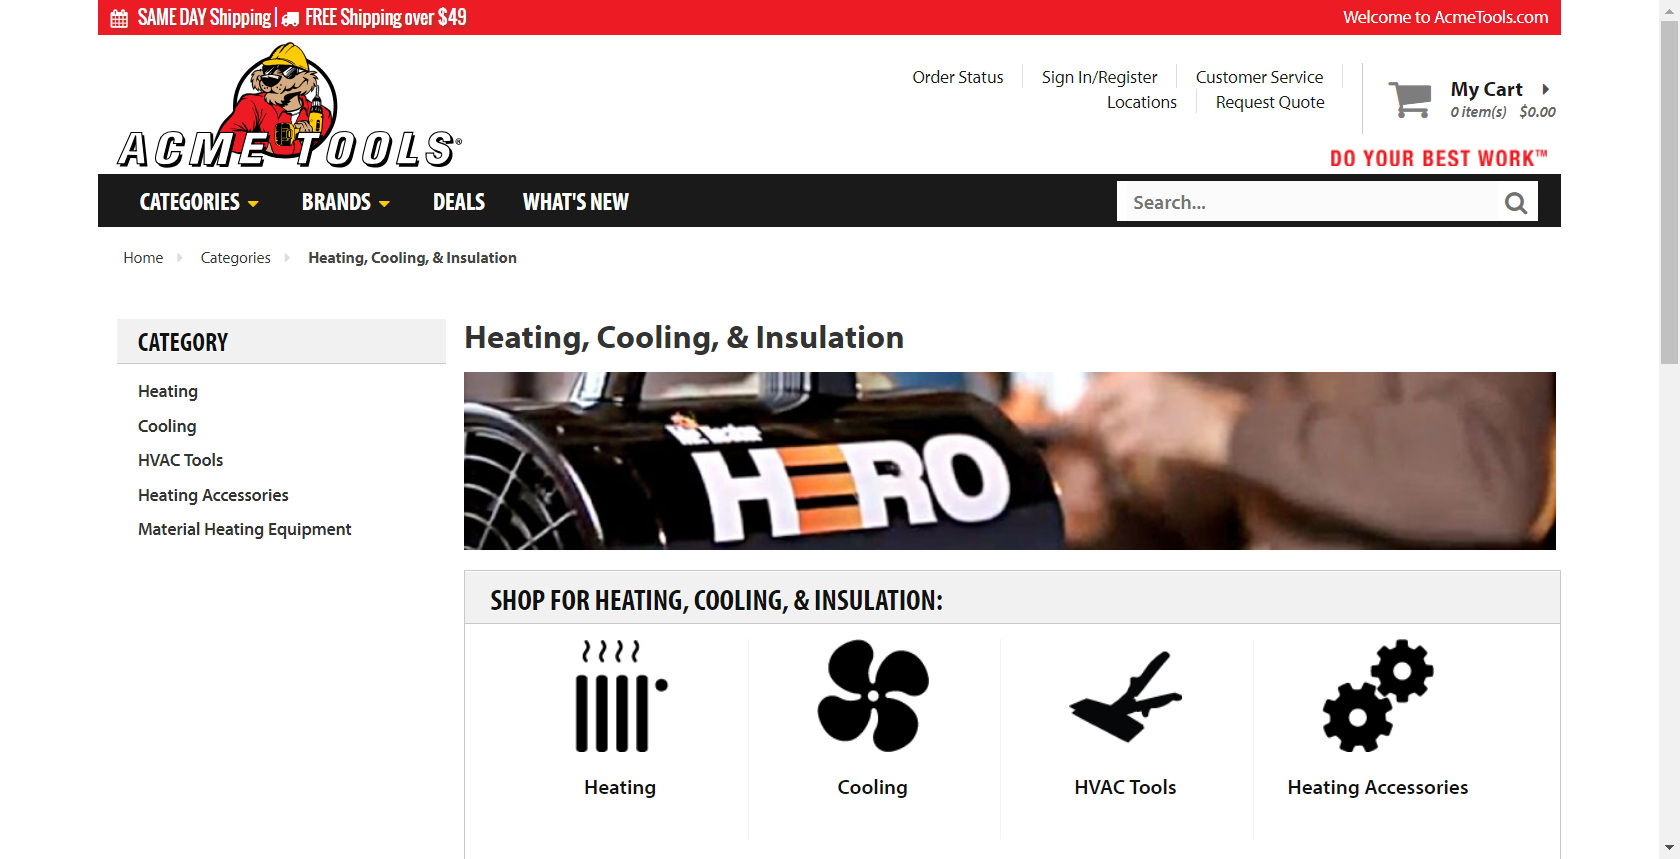 SAME DAY Shipping | FREE Shipping over $49
Welcome to AcmeTools.com
ACME TOOLS®
Order Status
Sign In/Register
Customer Service
Locations
Request Quote
My Cart
0 item(s) $0.00
DO YOUR BEST WORK™
CATEGORIES
BRANDS
DEALS
WHAT'S NEW
Search...
Home
Categories
Heating, Cooling, & Insulation
CATEGORY
Heating
Cooling
HVAC Tools
Heating Accessories
Material Heating Equipment
Heating, Cooling, & Insulation
HERO
SHOP FOR HEATING, COOLING, & INSULATION:
Heating
Cooling
HVAC Tools
Heating Accessories